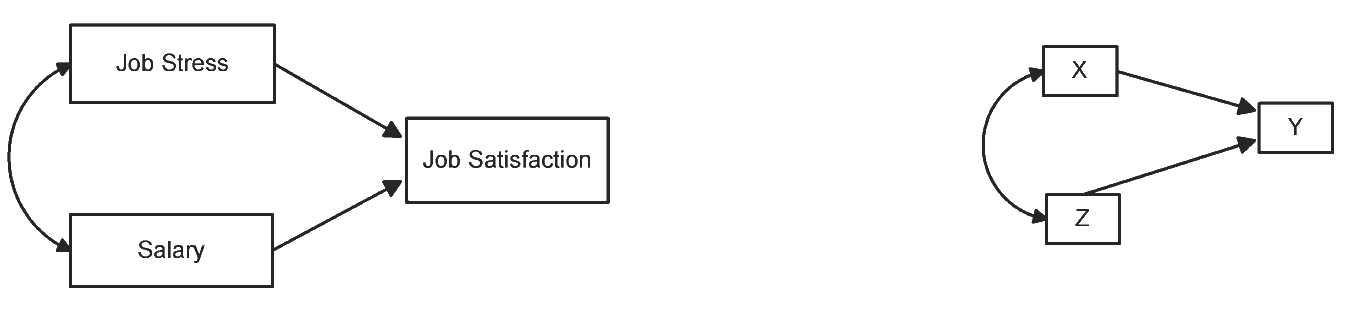 Job Stress
Job Satisfaction
Salary
X
Y
Z